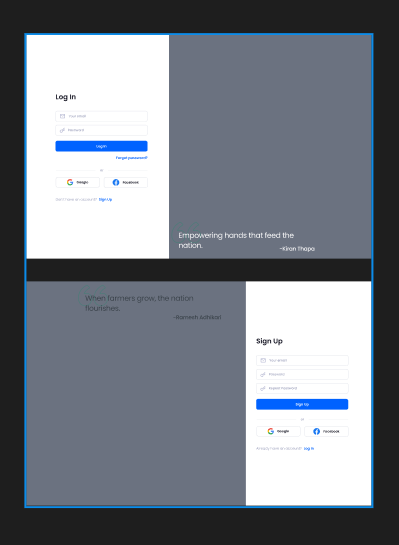 Log In
Your email
Password
Log In
Forgot password?
or
Google
Facebook
Don't have an account? Sign Up
Empowering hands that feed the
nation.
-Kiran Thapa
When farmers grow, the nation
flourishes.
-Ramesh Adhikari
Sign Up
Your email
Password
Repeat Password
Sign Up
or
Google
Facebook
Already have an account? Log In